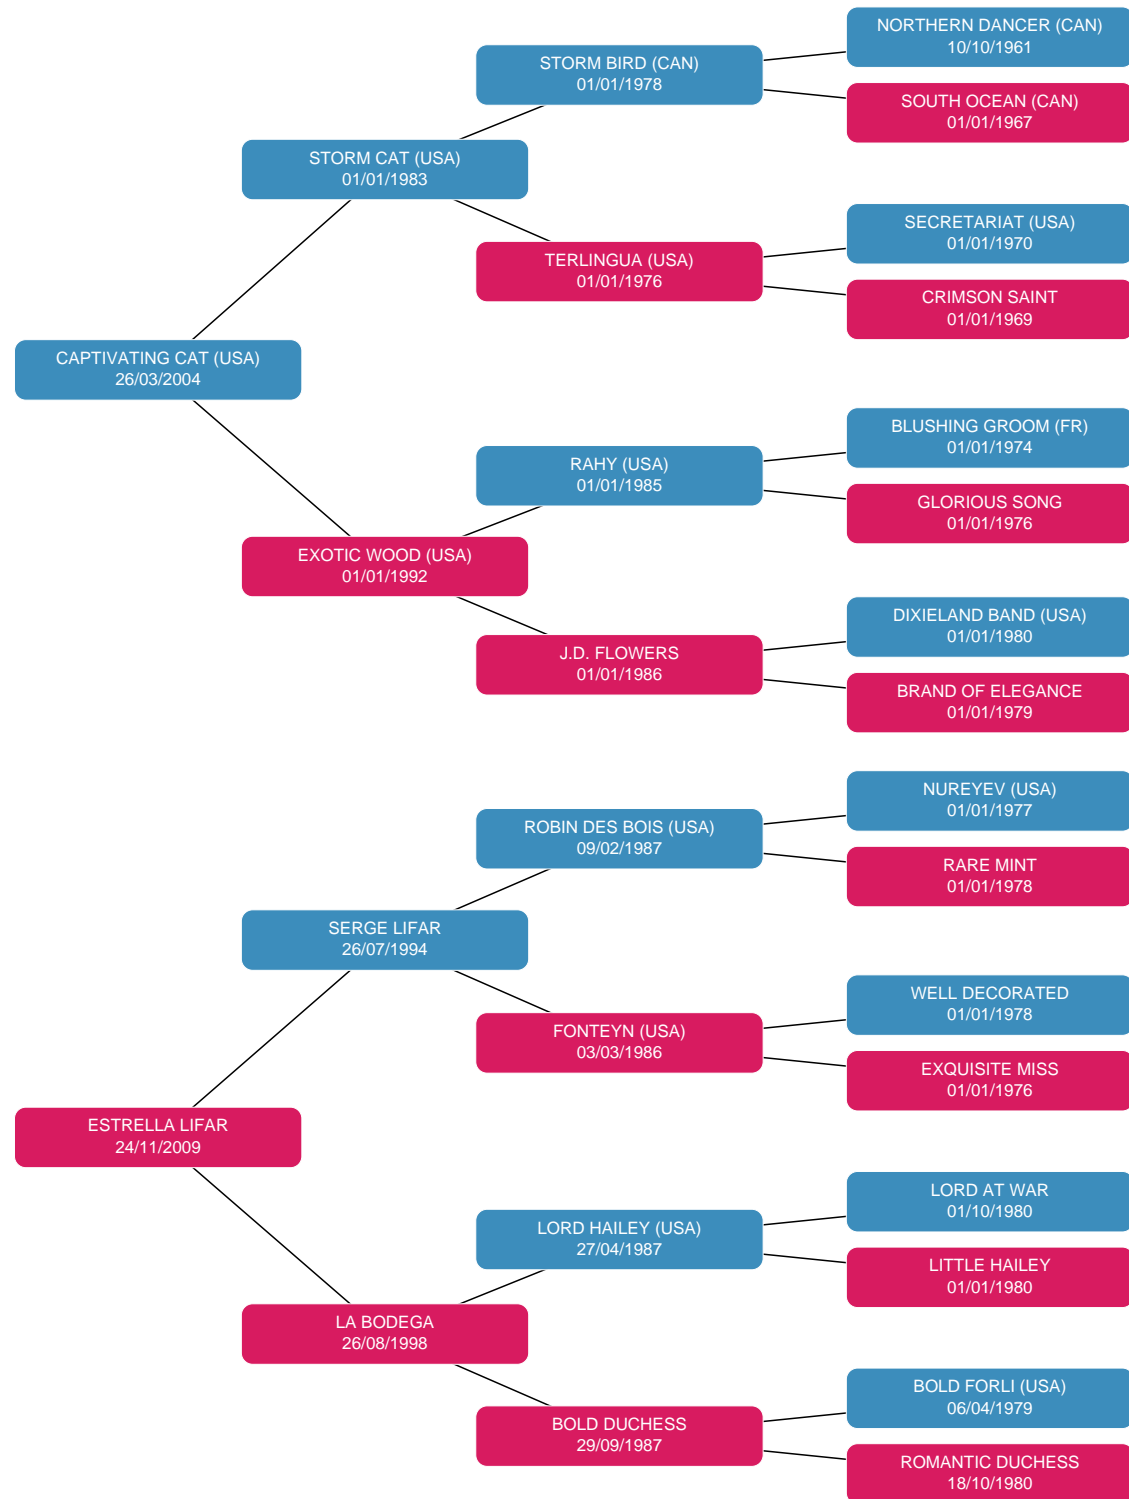 NORTHERN DANCER (CAN)
10/10/1961
STORM BIRD (CAN)
01/01/1978
SOUTH OCEAN (CAN)
01/01/1967
STORM CAT (USA)
01/01/1983
SECRETARIAT (USA)
01/01/1970
TERLINGUA (USA)
01/01/1976
CRIMSON SAINT
01/01/1969
CAPTIVATING CAT (USA)
26/03/2004
BLUSHING GROOM (FR)
01/01/1974
RAHY (USA)
01/01/1985
GLORIOUS SONG
01/01/1976
EXOTIC WOOD (USA)
01/01/1992
DIXIELAND BAND (USA)
01/01/1980
J.D. FLOWERS
01/01/1986
BRAND OF ELEGANCE
01/01/1979
NUREYEV (USA)
01/01/1977
ROBIN DES BOIS (USA)
09/02/1987
RARE MINT
01/01/1978
SERGE LIFAR
26/07/1994
WELL DECORATED
01/01/1978
FONTEYN (USA)
03/03/1986
EXQUISITE MISS
01/01/1976
ESTRELLA LIFAR
24/11/2009
LORD AT WAR
01/10/1980
LORD HAILEY (USA)
27/04/1987
LITTLE HAILEY
01/01/1980
LA BODEGA
26/08/1998
BOLD FORLI (USA)
06/04/1979
BOLD DUCHESS
29/09/1987
ROMANTIC DUCHESS
18/10/1980